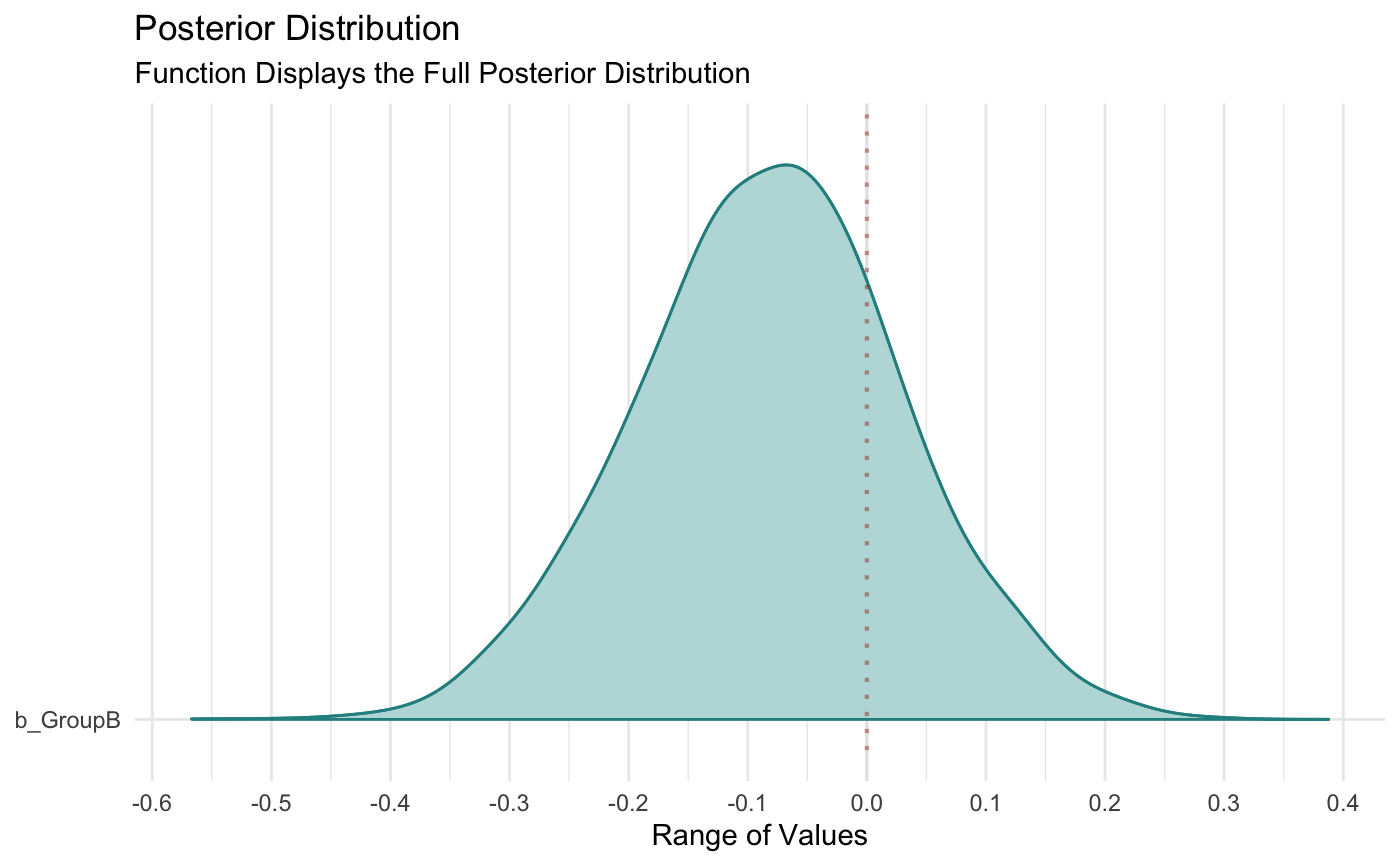 Posterior Distribution
Function Displays the Full Posterior Distribution
b_GroupB
-0.6 -0.5 -0.4 -0.3 -0.2 -0.1 0.0 0.1 0.2 0.3 0.4
Range of Values